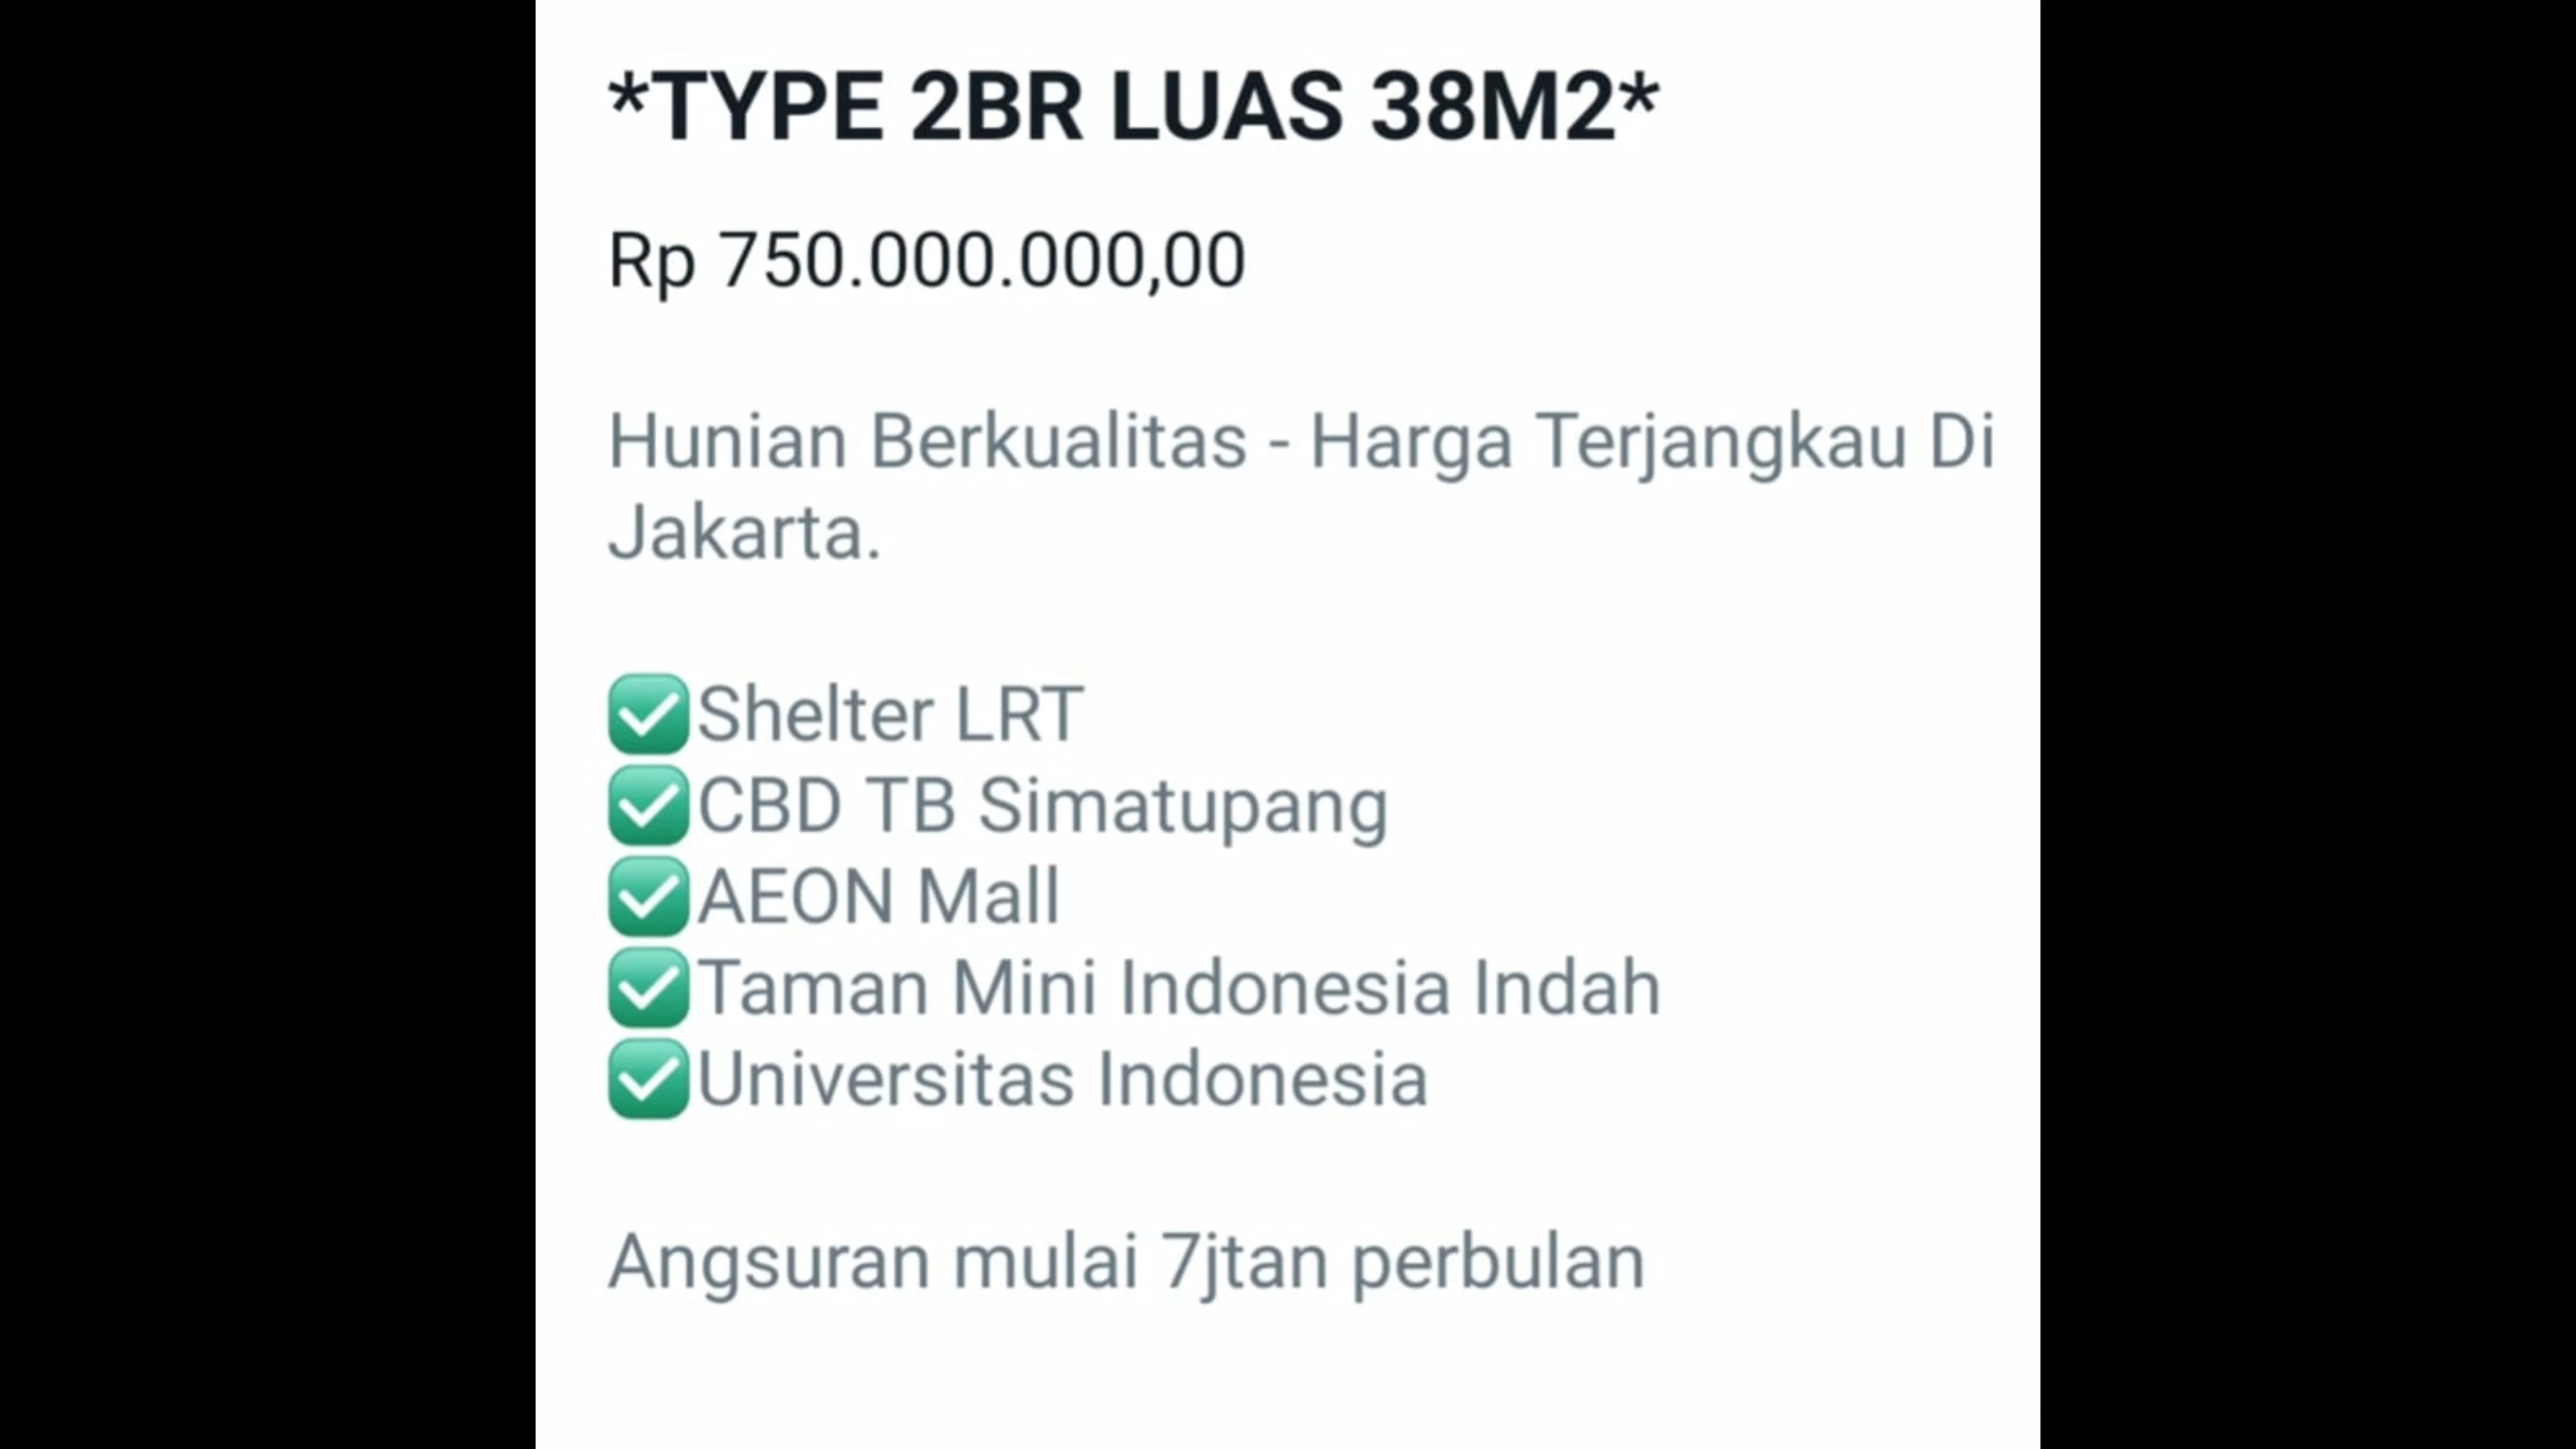 *TYPE 2BR LUAS 38M2*
Rp 750.000.000,00
Hunian Berkualitas - Harga Terjangkau Di
Jakarta.
✅Shelter LRT
✅CBD TB Simatupang
✅AEON Mall
✅Taman Mini Indonesia Indah
✅Universitas Indonesia
Angsuran mulai 7jtan perbulan